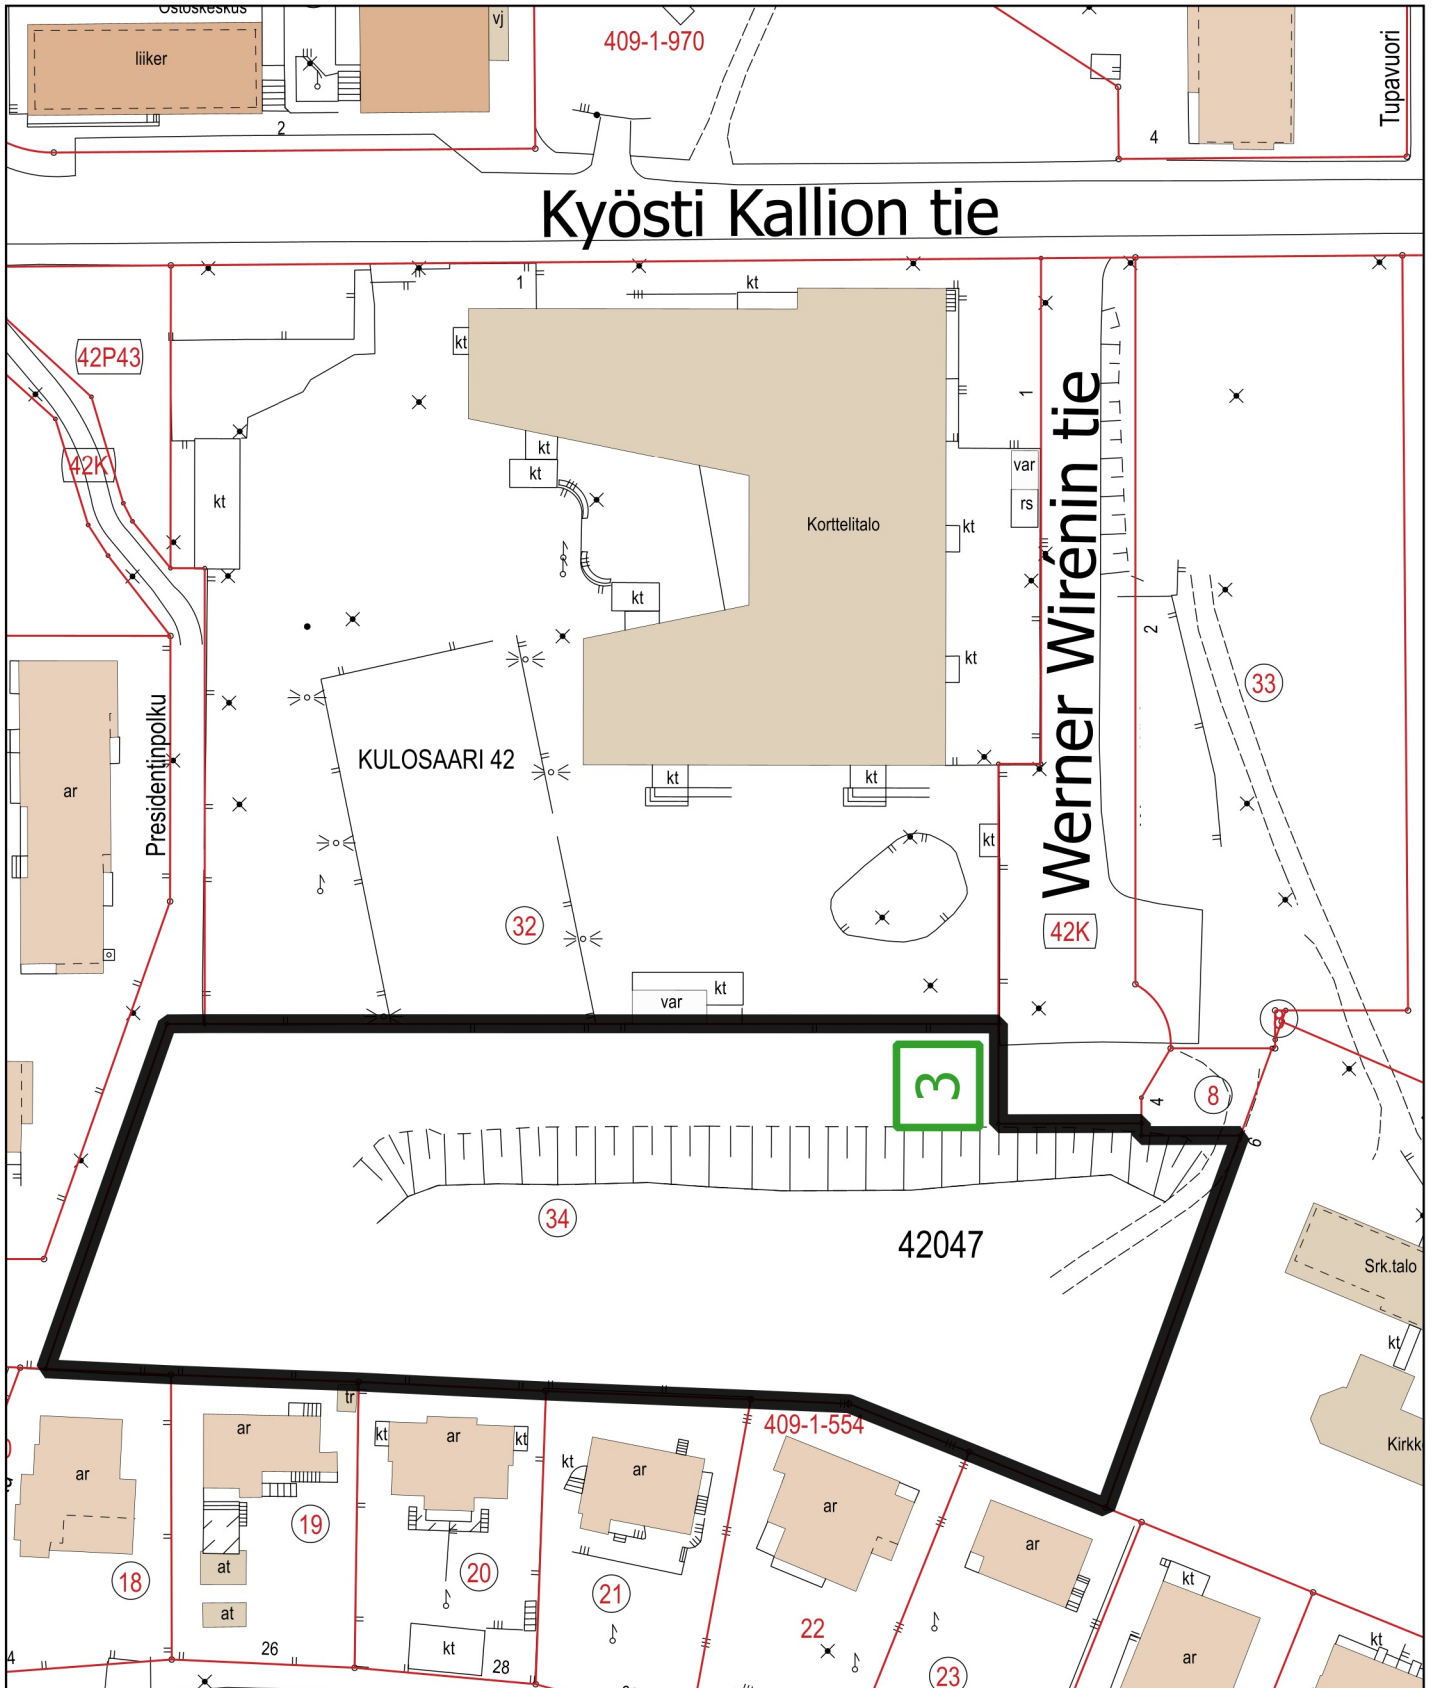 Ostoskeskus
vj
liiker
409-1-970
Tupavuori
2
4
Kyösti Kallion tie
1
kt
kt
42P43
1
42K
kt
kt
kt
var
rs
Korttelitalo
kt
kt
Werner Wirénin tie
2
kt
33
Presidentinpolku
KULOSAARI 42
kt
kt
ar
kt
32
42K
kt
var
3
4
8
6
34
42047
Srk.talo
kt
409-1-554
tr
ar
kt
ar
kt
kt
ar
ar
ar
Kirkk
19
ar
at
18
20
21
kt
at
22
kt
26
28
23
ar
kt
4